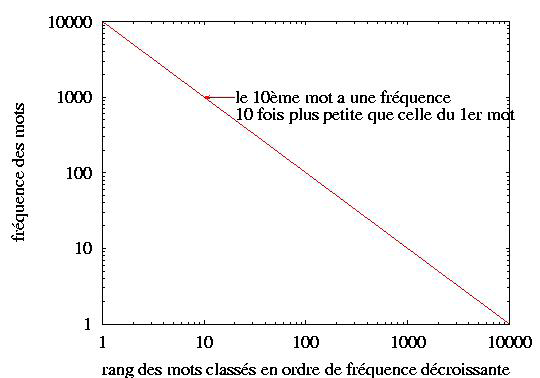 10000
1000
100
10
1
fréquence des mots
le 10ème mot a une fréquence
10 fois plus petite que celle du 1er mot
1 10 100 1000 10000
rang des mots classés en ordre de fréquence décroissante